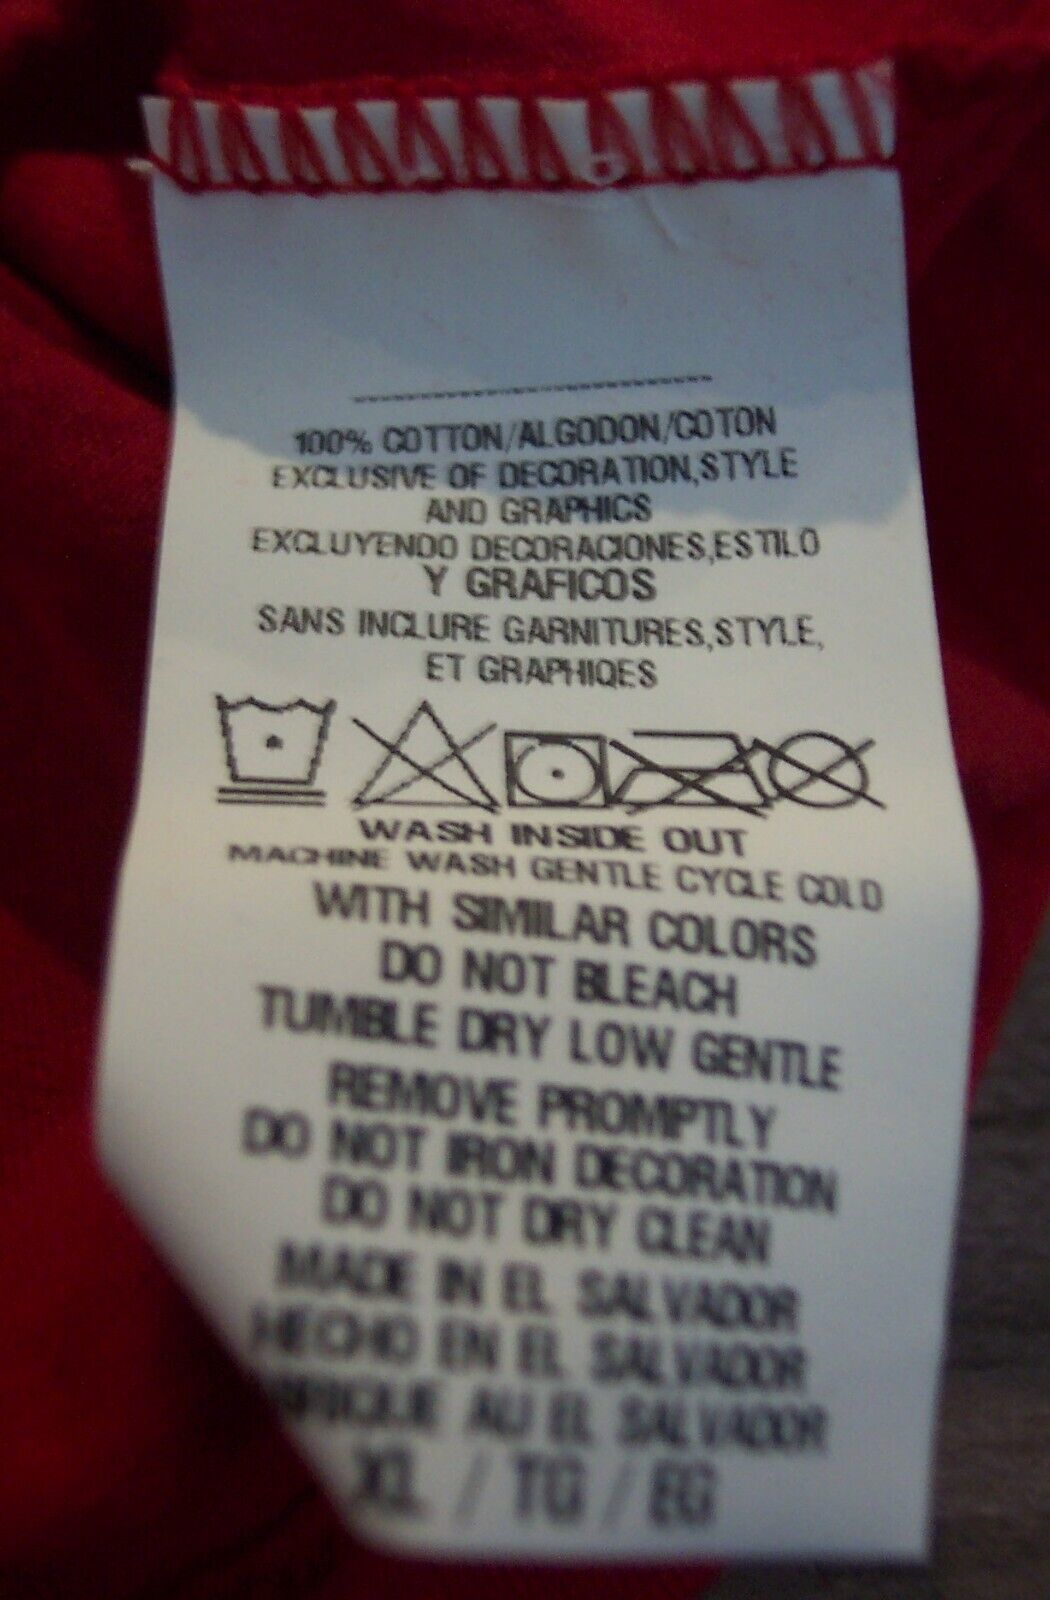 100% COTTON/ALGODON/COTON
EXCLUSIVE OF DECORATION,STYLE
AND GRAPHICS
EXCLUYENDO DECORACIONES,ESTILO
Y GRAFICOS
SANS INCLURE GARNITURES,STYLE,
ET GRAPHIQES
WASH INSIDE OUT
MACHINE WASH GENTLE CYCLE COLD
WITH SIMILAR COLORS
DO NOT BLEACH
TUMBLE DRY LOW GENTLE
REMOVE PROMPTLY
DO NOT IRON DECORATION
DO NOT DRY CLEAN
MADE IN EL SALVADOR
HECHO EN EL SALVADOR
AU EL SALVADOR
XL / TG / EG